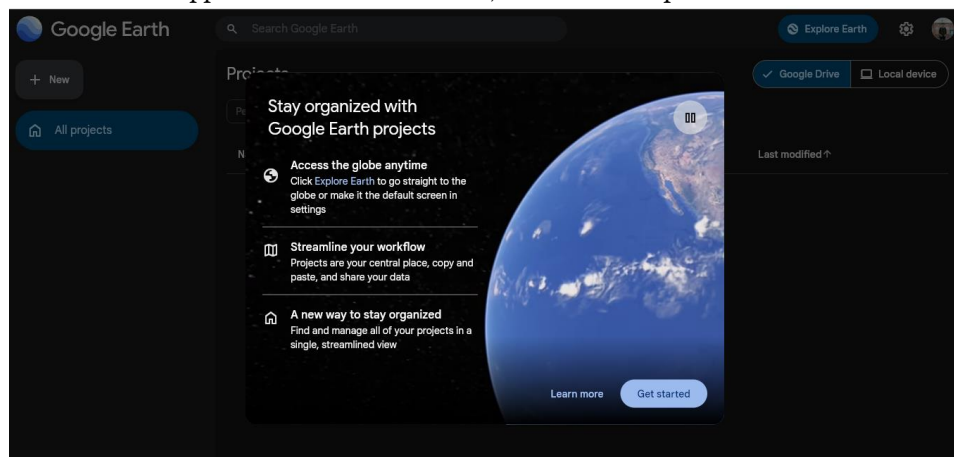 Google Earth
Search Google Earth
Explore Earth
New
Projects
Google Drive
Local device
All projects
Last modified
Stay organized with
Google Earth projects
Access the globe anytime
Click Explore Earth to go straight to the
globe or make it the default screen in
settings
Streamline your workflow
Projects are your central place, copy and
paste, and share your data
A new way to stay organized
Find and manage all of your projects in a
single, streamlined view
Learn more
Get started